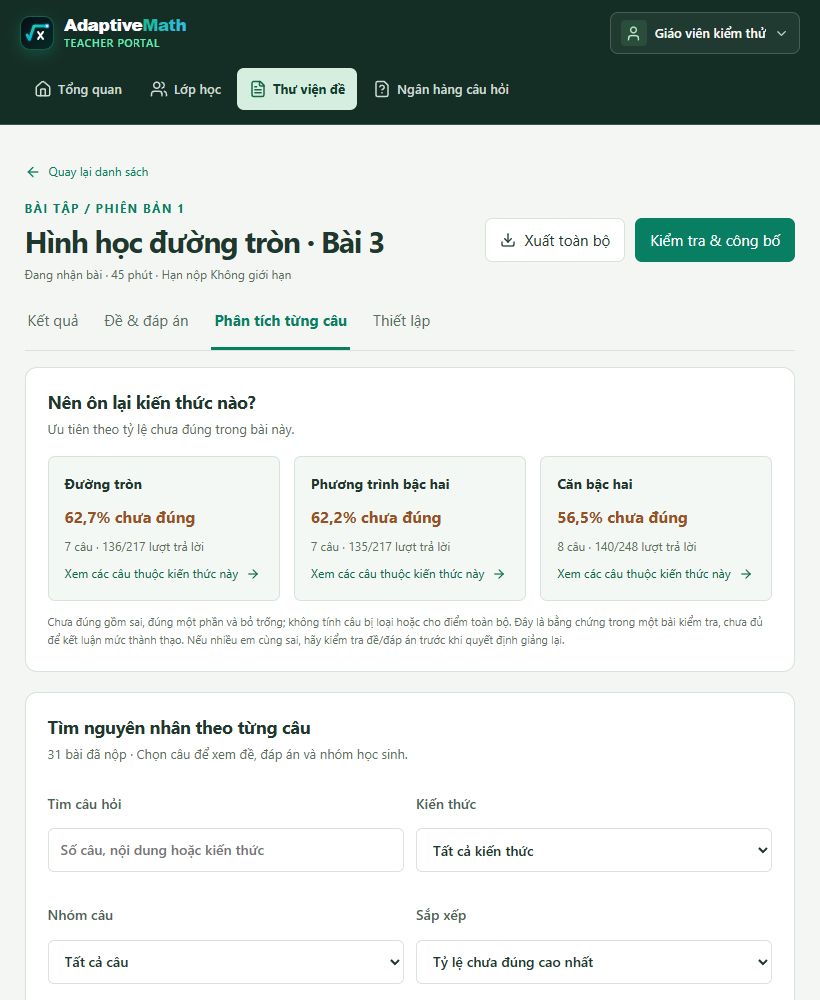 AdaptiveMath
TEACHER PORTAL
Giáo viên kiểm thử
Tổng quan
Lớp học
Thư viện đề
Ngân hàng câu hỏi
Quay lại danh sách
BÀI TẬP / PHIÊN BẢN 1
Hình học đường tròn · Bài 3
Đang nhận bài · 45 phút · Hạn nộp Không giới hạn
Xuất toàn bộ
Kiểm tra & công bố
Kết quả
Đề & đáp án
Phân tích từng câu
Thiết lập
Nên ôn lại kiến thức nào?
Ưu tiên theo tỷ lệ chưa đúng trong bài này.
Đường tròn
62,7% chưa đúng
7 câu · 136/217 lượt trả lời
Xem các câu thuộc kiến thức này
Phương trình bậc hai
62,2% chưa đúng
7 câu · 135/217 lượt trả lời
Xem các câu thuộc kiến thức này
Căn bậc hai
56,5% chưa đúng
8 câu · 140/248 lượt trả lời
Xem các câu thuộc kiến thức này
Chưa đúng gồm sai, đúng một phần và bỏ trống; không tính câu bị loại hoặc cho điểm toàn bộ. Đây là bằng chứng trong một bài kiểm tra, chưa đủ
để kết luận mức thành thạo. Nếu nhiều em cùng sai, hãy kiểm tra đề/đáp án trước khi quyết định giảng lại.
Tìm nguyên nhân theo từng câu
31 bài đã nộp · Chọn câu để xem đề, đáp án và nhóm học sinh.
Tìm câu hỏi
Kiến thức
Số câu, nội dung hoặc kiến thức
Tất cả kiến thức
Nhóm câu
Sắp xếp
Tất cả câu
Tỷ lệ chưa đúng cao nhất